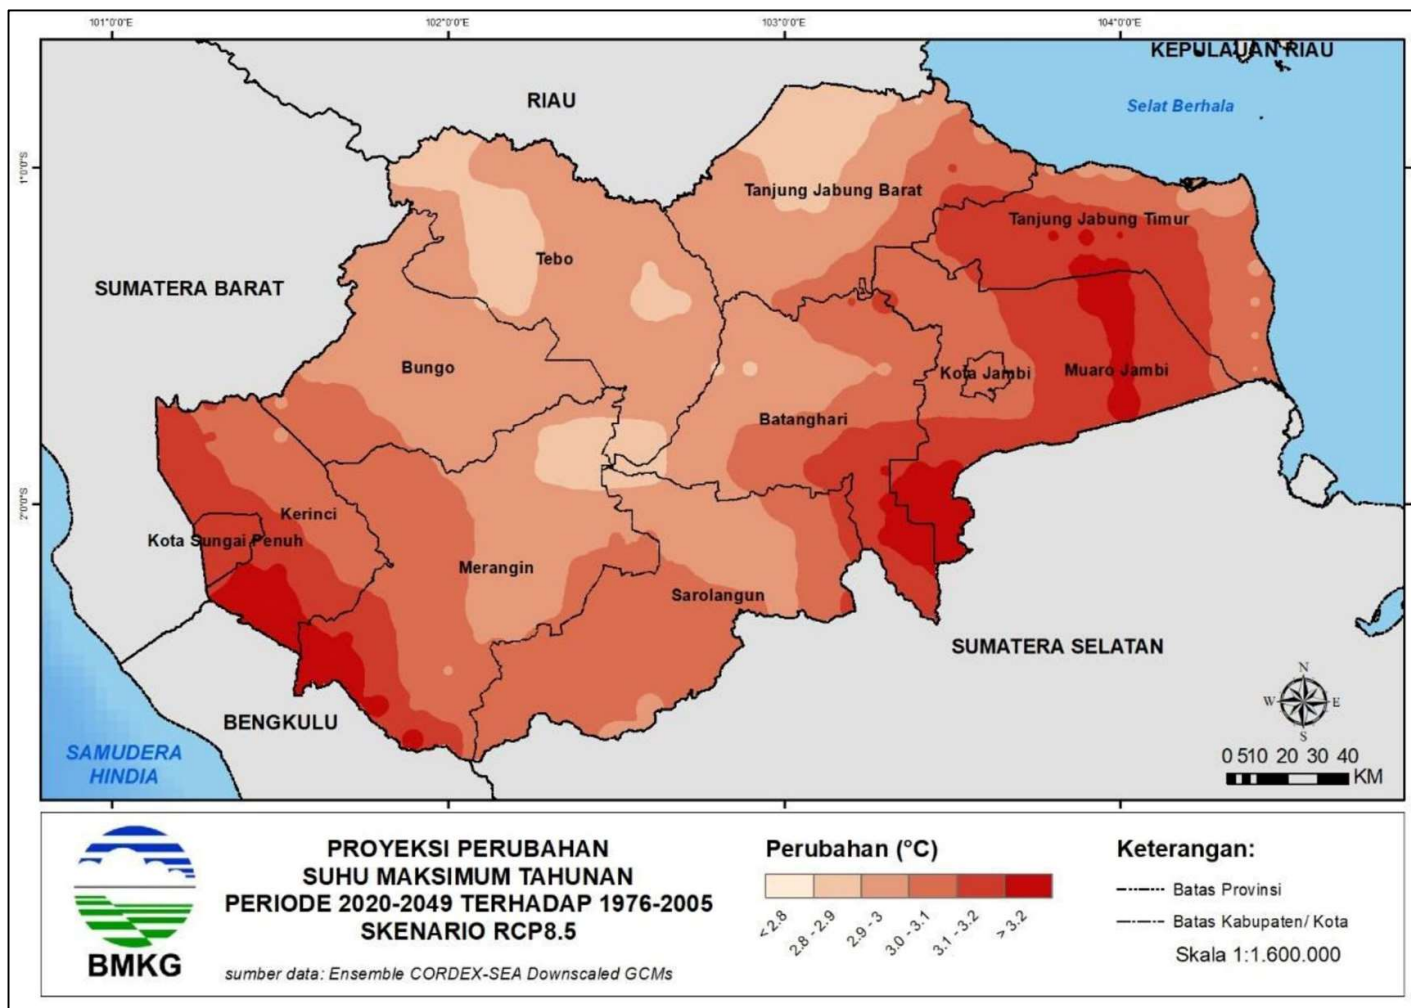 101°0'0"E 102°0'0"E 103°0'0"E 104°0'0"E
KEPULAUAN RIAU
RIAU
Selat Berhala
1°0'0"S
Tanjung Jabung Barat
Tanjung Jabung Timur
Tebo
SUMATERA BARAT
Bungo
Kota Jambi
Muaro Jambi
Batanghari
2°0'0"S
Kerinci
Kota Sungai Penuh
Merangin
Sarolangun
SUMATERA SELATAN
N
W E
S
BENGKULU
SAMUDERA
HINDIA
0 5 10 20 30 40
KM
BMKG
PROYEKSI PERUBAHAN
SUHU MAKSIMUM TAHUNAN
PERIODE 2020-2049 TERHADAP 1976-2005
SKENARIO RCP8.5
sumber data: Ensemble CORDEX-SEA Downscaled GCMs
Perubahan (°C)
< 2.8
2.8 - 2.9
2.9 - 3
3.0 - 3.1
3.1 - 3.2
> 3.2
Keterangan:
Batas Provinsi
Batas Kabupaten/ Kota
Skala 1:1.600.000